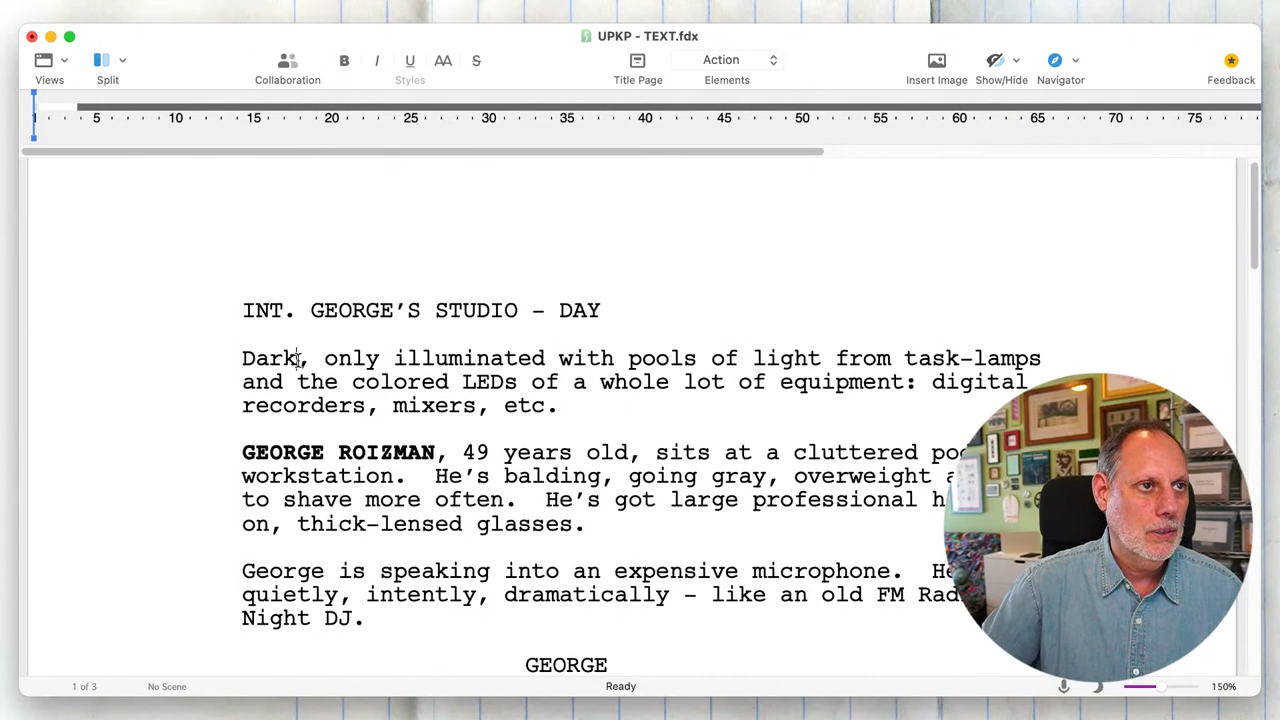 UPKP - TEXT.fdx
Action
Views
Split
Collaboration
B I U AA S
Styles
Title Page
Elements
Insert Image
Show/Hide
Navigator
Feedback
1 5 10 15 20 25 30 35 40 45 50 55 60 65 70 75
INT. GEORGE’S STUDIO - DAY
Dark, only illuminated with pools of light from task-lamps
and the colored LEDs of a whole lot of equipment: digital
recorders, mixers, etc.
GEORGE ROIZMAN, 49 years old, sits at a cluttered
workstation. He’s balding, going gray, overweight
to shave more often. He’s got large professional
on, thick-lensed glasses.
George is speaking into an expensive microphone.
quietly, intently, dramatically - like an old FM
Night DJ.
GEORGE
1 of 3
No Scene
Ready
150%